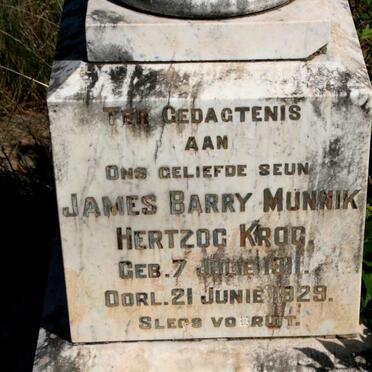 TER GEDAGTENIS
AAN
ONS GELIEFDE SEUN
JAMES BARRY MUNNIK
HERTZOG KROG.
GEB. 7 JULIE 1911.
OORL. 21 JUNIE 1929.
SLEGS VOORUIT.